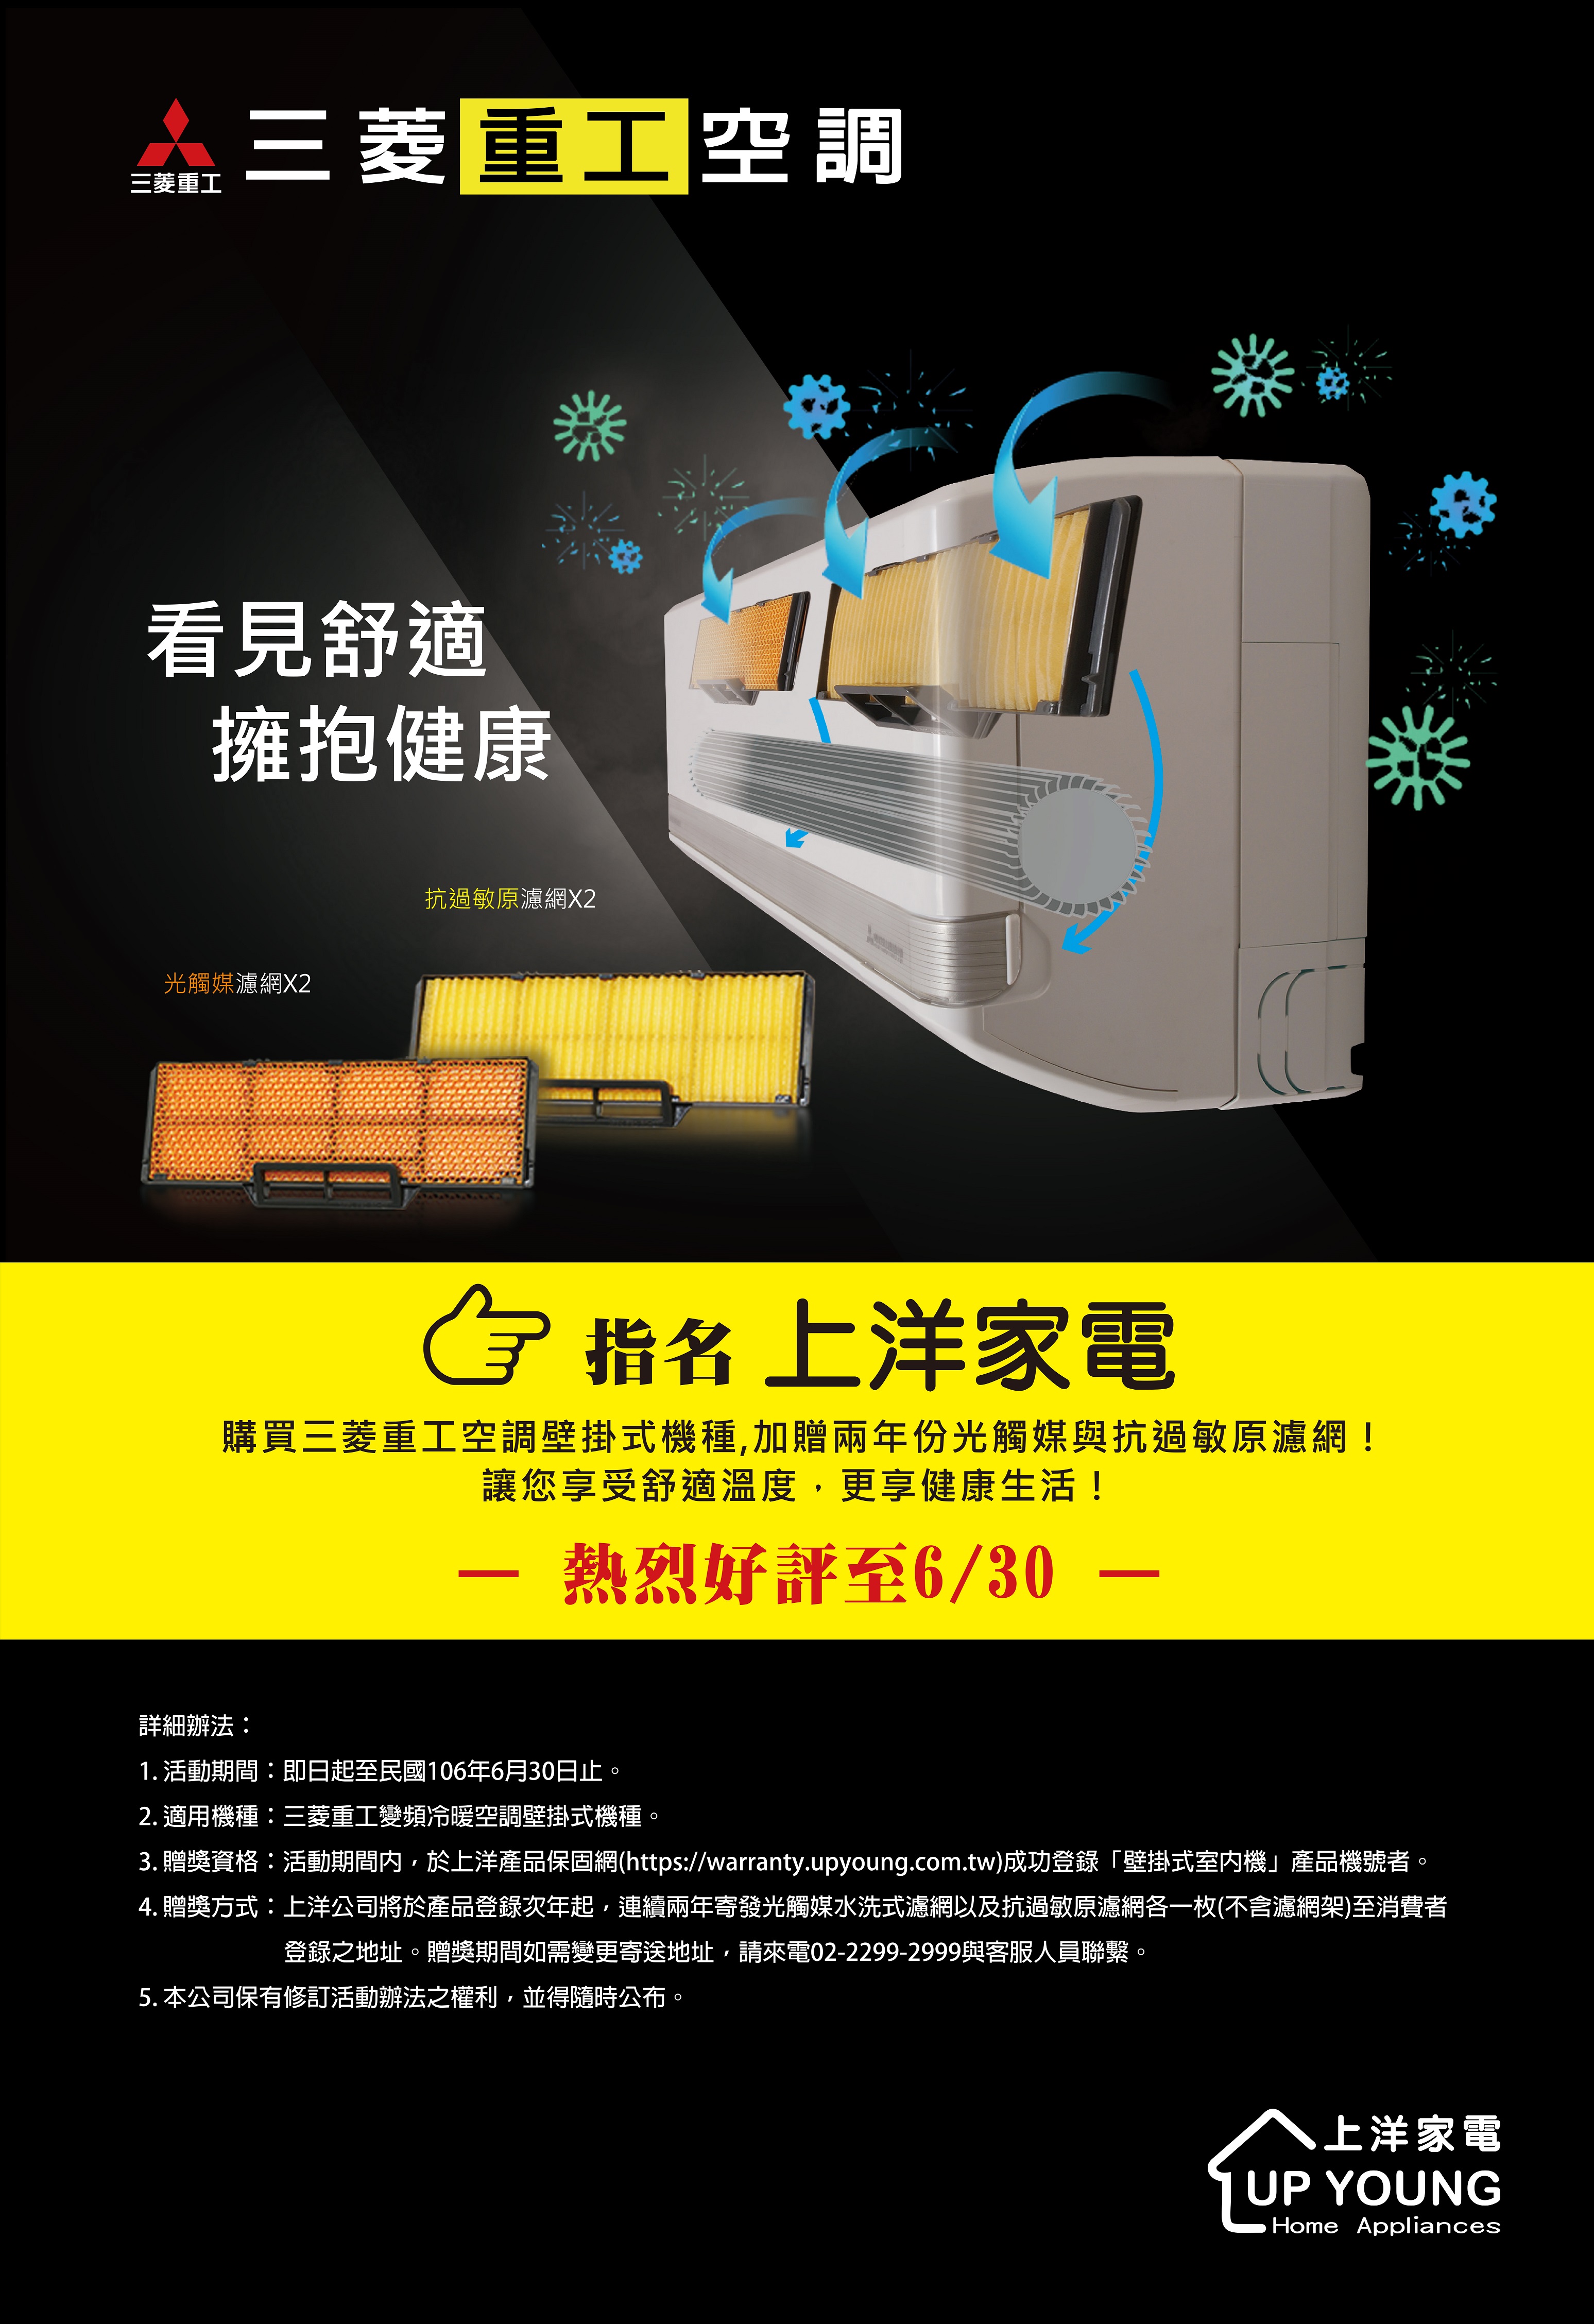 三菱重工空調
三菱重工
看見舒適
擁抱健康
抗過敏原濾網X2
光觸媒濾網X2
指名 上洋家電
購買三菱重工空調壁掛式機種,加贈兩年份光觸媒與抗過敏原濾網！
讓您享受舒適溫度，更享健康生活！
— 熱烈好評至6/30 —
詳細辦法：
1. 活動期間：即日起至民國106年6月30日止。
2. 適用機種：三菱重工變頻冷暖空調壁掛式機種。
3. 贈獎資格：活動期間內，於上洋產品保固網(https://warranty.upyoung.com.tw)成功登錄「壁掛式室內機」產品機號者。
4. 贈獎方式：上洋公司將於產品登錄次年起，連續兩年寄發光觸媒水洗式濾網以及抗過敏原濾網各一枚(不含濾網架)至消費者
登錄之地址。贈獎期間如需變更寄送地址，請來電02-2299-2999與客服人員聯繫。
5. 本公司保有修訂活動辦法之權利，並得隨時公布。
上洋家電
UP YOUNG
Home Appliances